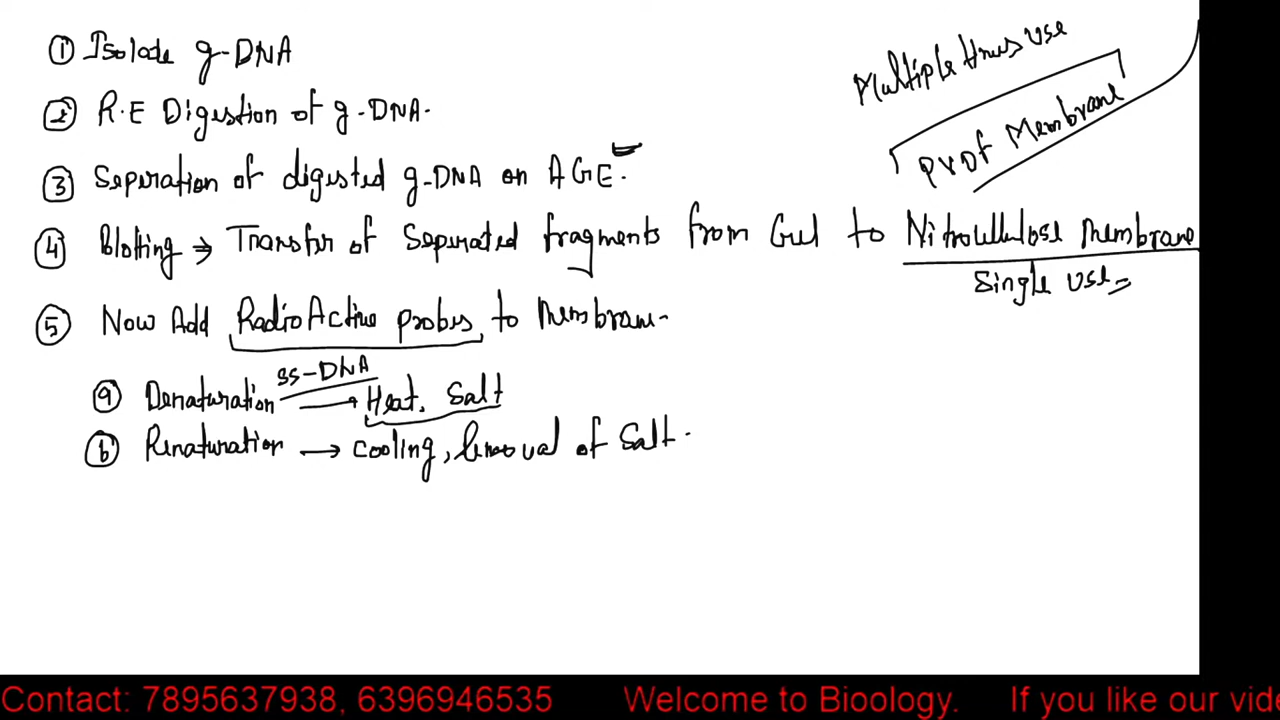 ① Isolate g-DNA
② R.E Digestion of g-DNA.
③ Seperation of digested g-DNA on AGE.
④ Blotting → Transfer of Seperated fragments from Gel to Nitrocellulose Membrane
Single use
Multiple times use
PVDF Membrane
⑤ Now Add RadioActive probes to Membrane.
ⓐ Denaturation → Heat, Salt
ss-DNA
ⓑ Renaturation → Cooling, Removal of Salt.
Contact: 7895637938, 6396946535 Welcome to Bioology. If you like our vide